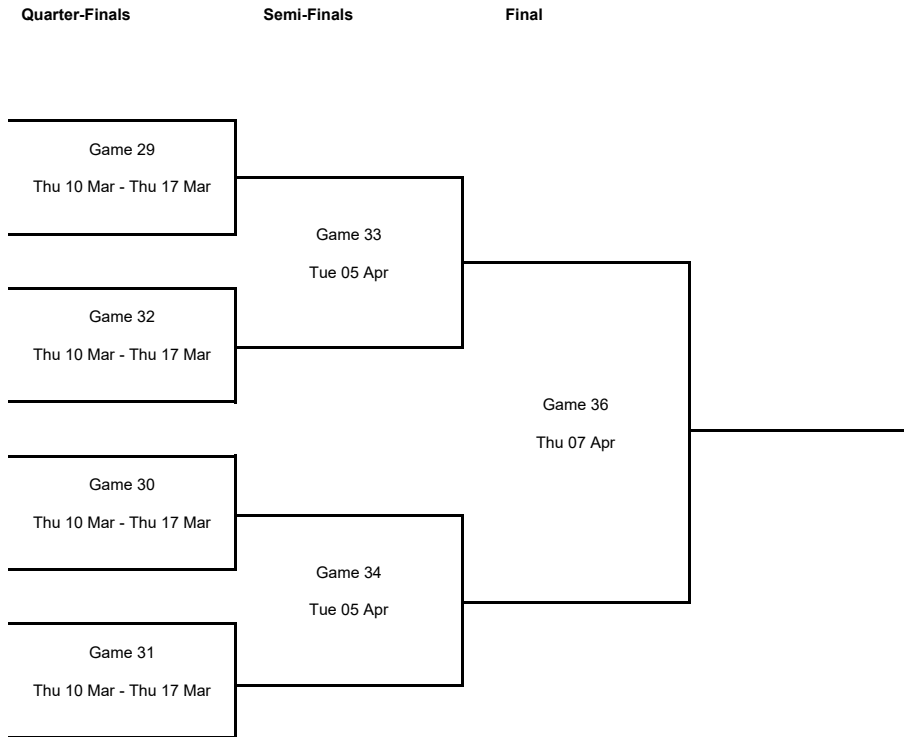 Quarter-Finals
Semi-Finals
Final
Game 29
Thu 10 Mar - Thu 17 Mar
Game 33
Tue 05 Apr
Game 32
Thu 10 Mar - Thu 17 Mar
Game 36
Thu 07 Apr
Game 30
Thu 10 Mar - Thu 17 Mar
Game 34
Tue 05 Apr
Game 31
Thu 10 Mar - Thu 17 Mar